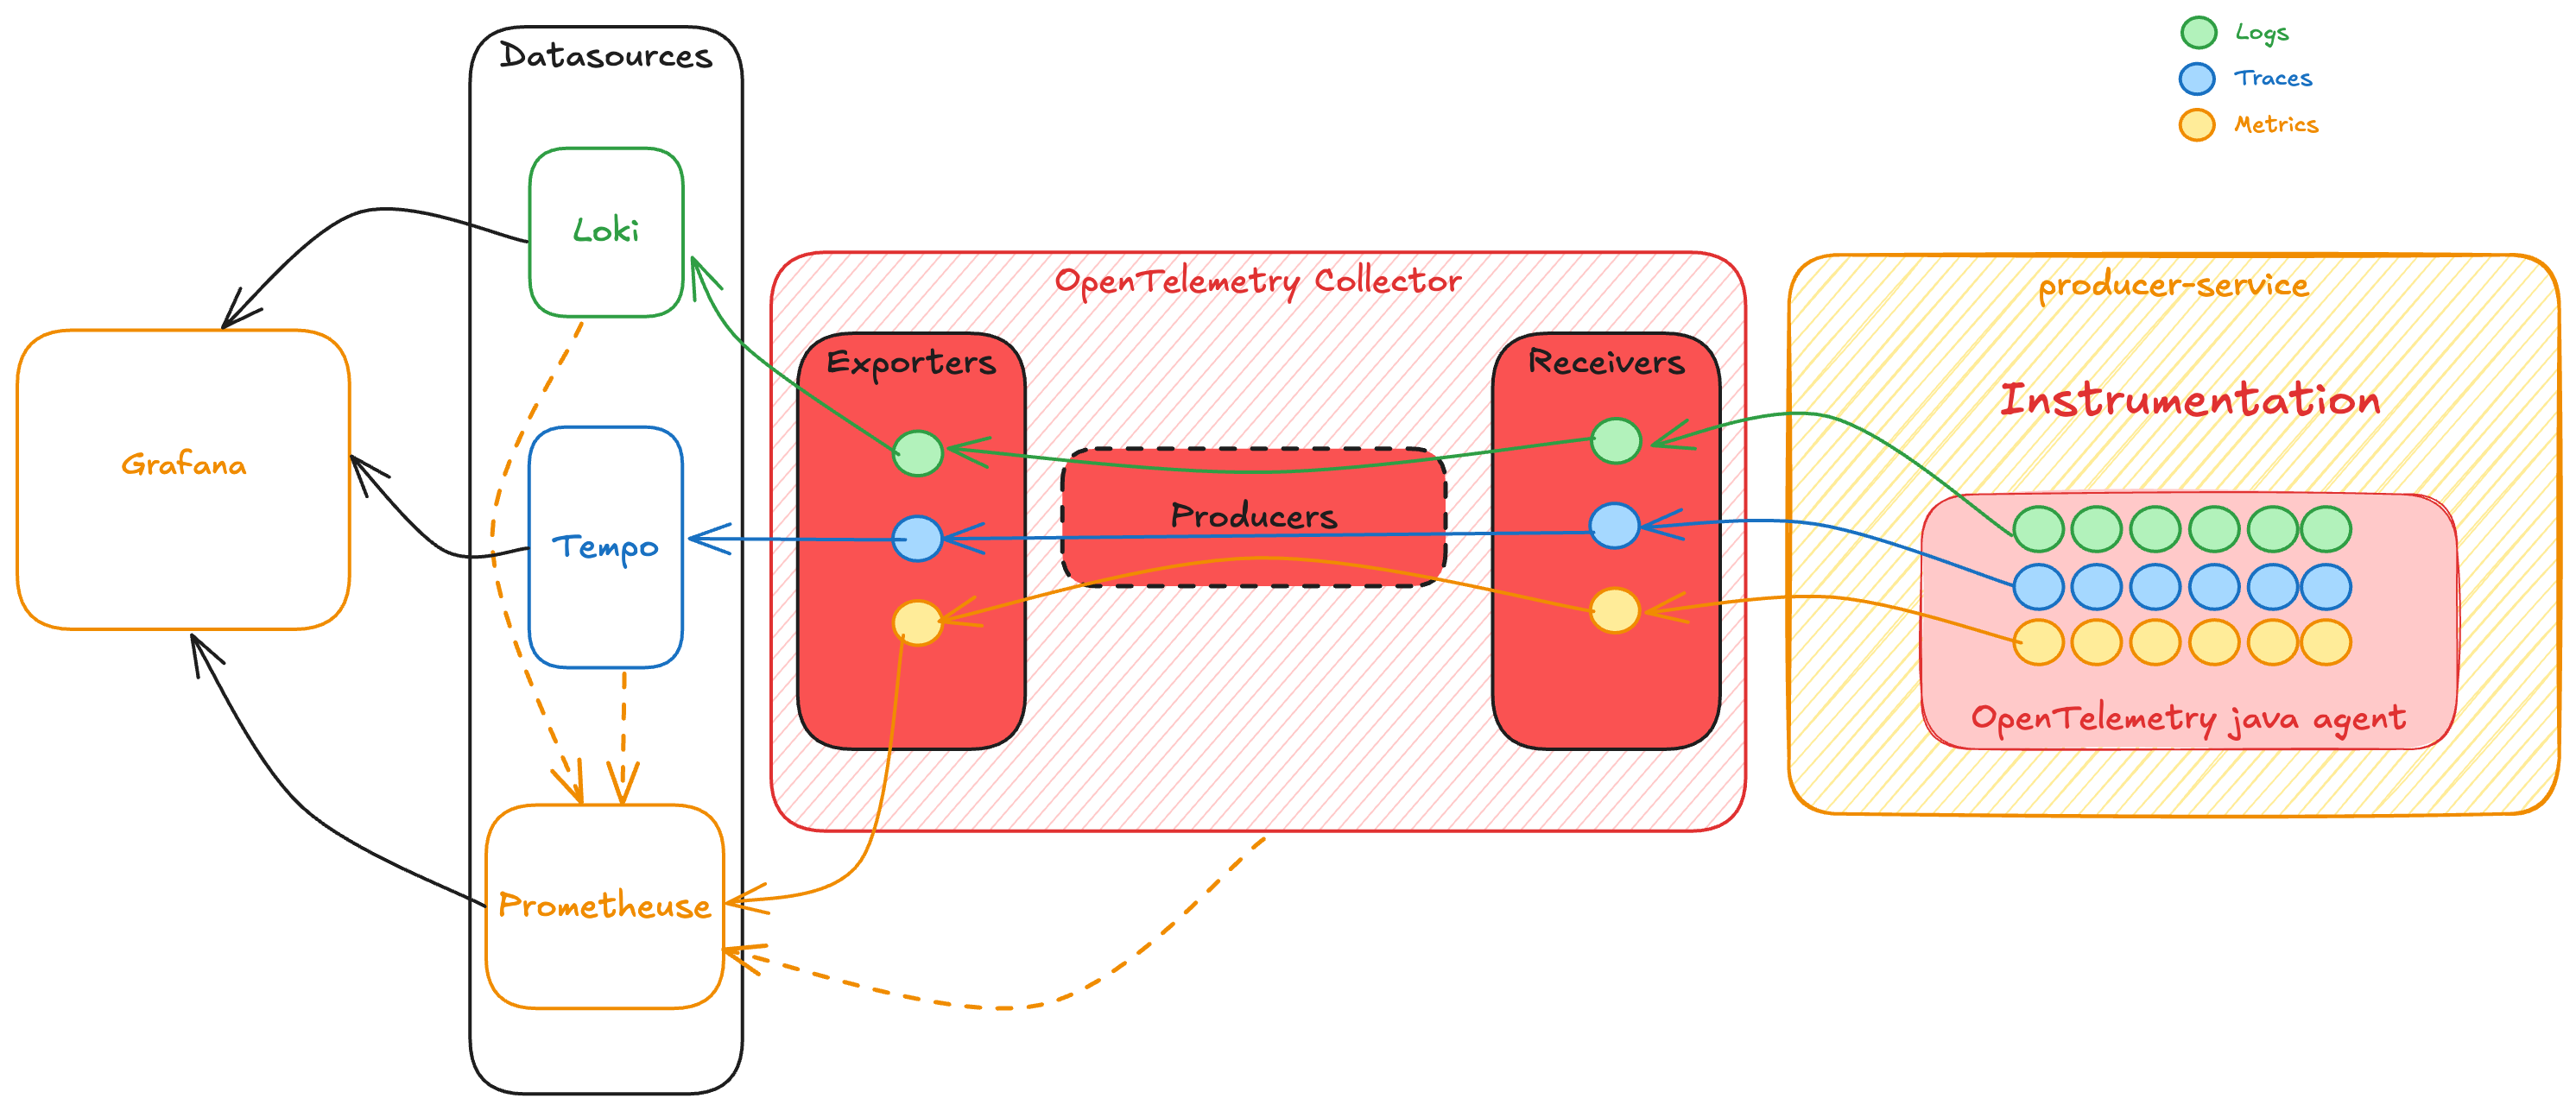 Datasources
Logs
Traces
Metrics
Loki
OpenTelemetry Collector
producer-service
Exporters
Receivers
Instrumentation
Grafana
Producers
Tempo
OpenTelemetry java agent
Prometheuse